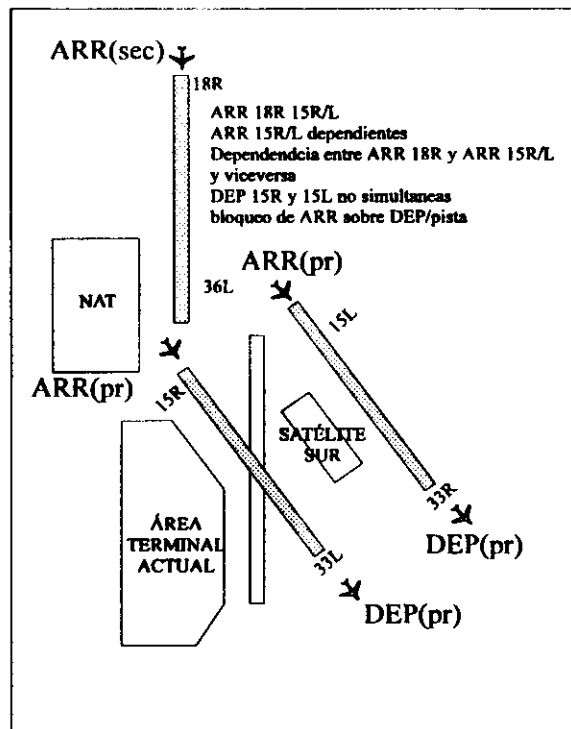 ARR(sec)
18R
ARR 18R 15R/L
ARR 15R/L dependientes
Dependendcia entre ARR 18R y ARR 15R/L
y viceversa
DEP 15R y 15L no simultaneas
bloqueo de ARR sobre DEP/pista
ARR(pr)
36L
NAT
15L
ARR(pr)
15R
SATÉLITE
SUR
ÁREA
TERMINAL
ACTUAL
33R
DEP(pr)
33L
DEP(pr)